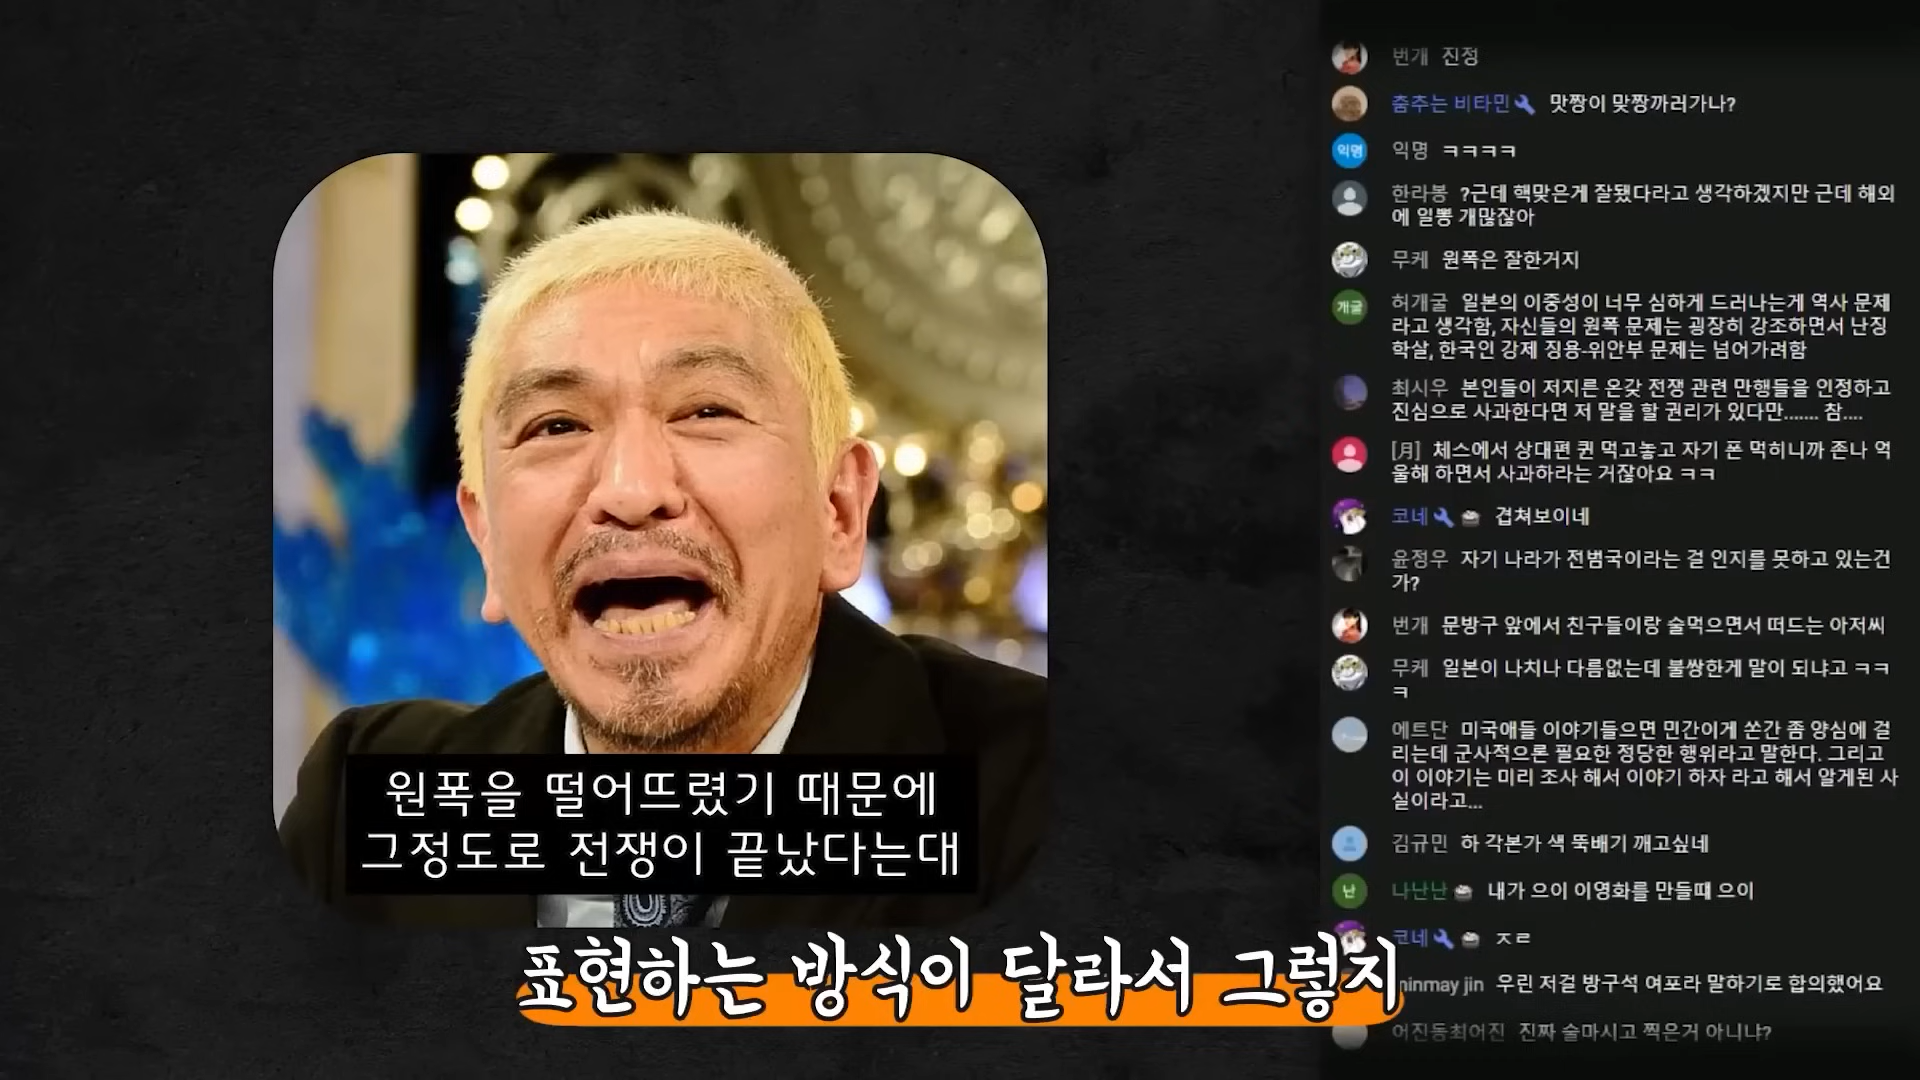 원폭을 떨어뜨렸기 때문에
그정도로 전쟁이 끝났다는대
표현하는 방식이 달라서 그렇지
번개 진정
춤추는 비타민 맛짱이 맞짱까러가나?
익명
익명 ㅋㅋㅋㅋ
한라봉 ?근데 핵맞은게 잘됐다라고 생각하겠지만 근데 해외
에 일뽕 개많잖아
무케 원폭은 잘한거지
개굴
허개굴 일본의 이중성이 너무 심하게 드러나는게 역사 문제
라고 생각함, 자신들의 원폭 문제는 굉장히 강조하면서 난징
학살, 한국인 강제 징용-위안부 문제는 넘어가려함
최시우 본인들이 저지른 온갖 전쟁 관련 만행들을 인정하고
진심으로 사과한다면 저 말을 할 권리가 있다만....... 참....
[月] 체스에서 상대편 퀸 먹고놓고 자기 폰 먹히니까 존나 억
울해 하면서 사과하라는 거잖아요 ㅋㅋ
코네 겹쳐보이네
윤정우 자기 나라가 전범국이라는 걸 인지를 못하고 있는건
가?
번개 문방구 앞에서 친구들이랑 술먹으면서 떠드는 아저씨
무케 일본이 나치나 다름없는데 불쌍한게 말이 되냐고 ㅋㅋ
ㅋ
에트단 미국애들 이야기들으면 민간이게 쏜간 좀 양심에 걸
리는데 군사적으론 필요한 정당한 행위라고 말한다. 그리고
이 이야기는 미리 조사 해서 이야기 하자 라고 해서 알게된 사
실이라고...
김규민 하 각본가 색 뚝배기 깨고싶네
난
나난난 내가 으이 이영화를 만들때 으이
코네 ㅈㄹ
minmay jin 우린 저걸 방구석 여포라 말하기로 합의했어요
어진동최어진 진짜 술마시고 찍은거 아니냐?